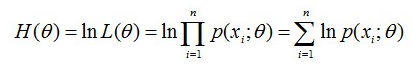 H(θ) = ln L(θ) = ln ∏_{i=1}^{n} p(x_i; θ) = ∑_{i=1}^{n} ln p(x_i; θ)